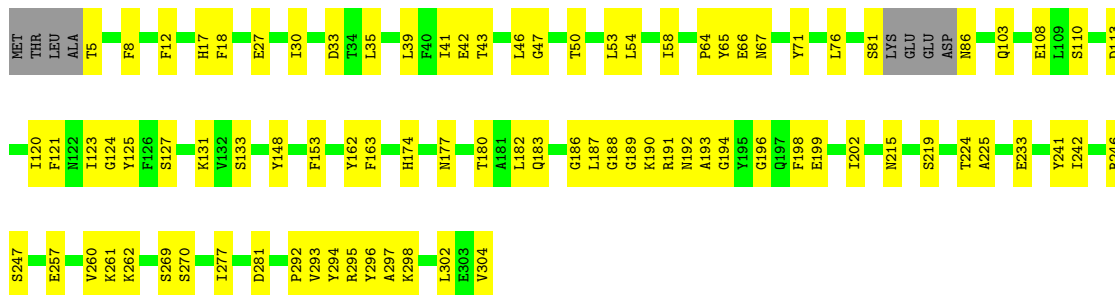 MET THR LEU ALA T5 F8 F12 H17 F18 E27 I30 D33 T34 L35 L39 F40 I41 E42 T43 L46 G47 T50 L53 L54 I58 P64 Y65 E66 N67 Y71 L76 S81 LYS GLU GLU ASP N86 Q103 E108 L109 S110
I120 F121 N122 I123 G124 Y125 F126 S127 K131 V132 S133 Y148 F153 Y162 F163 H174 N177 T180 A181 L182 Q183 G186 L187 G188 G189 K190 R191 N192 A193 G194 Y195 G196 Q197 F198 E199 I202 N215 S219 T224 A225 E233 Y241 I242
S247 E257 V260 K261 K262 S269 S270 I277 D281 P292 V293 Y294 R295 Y296 A297 K298 L302 E303 V304